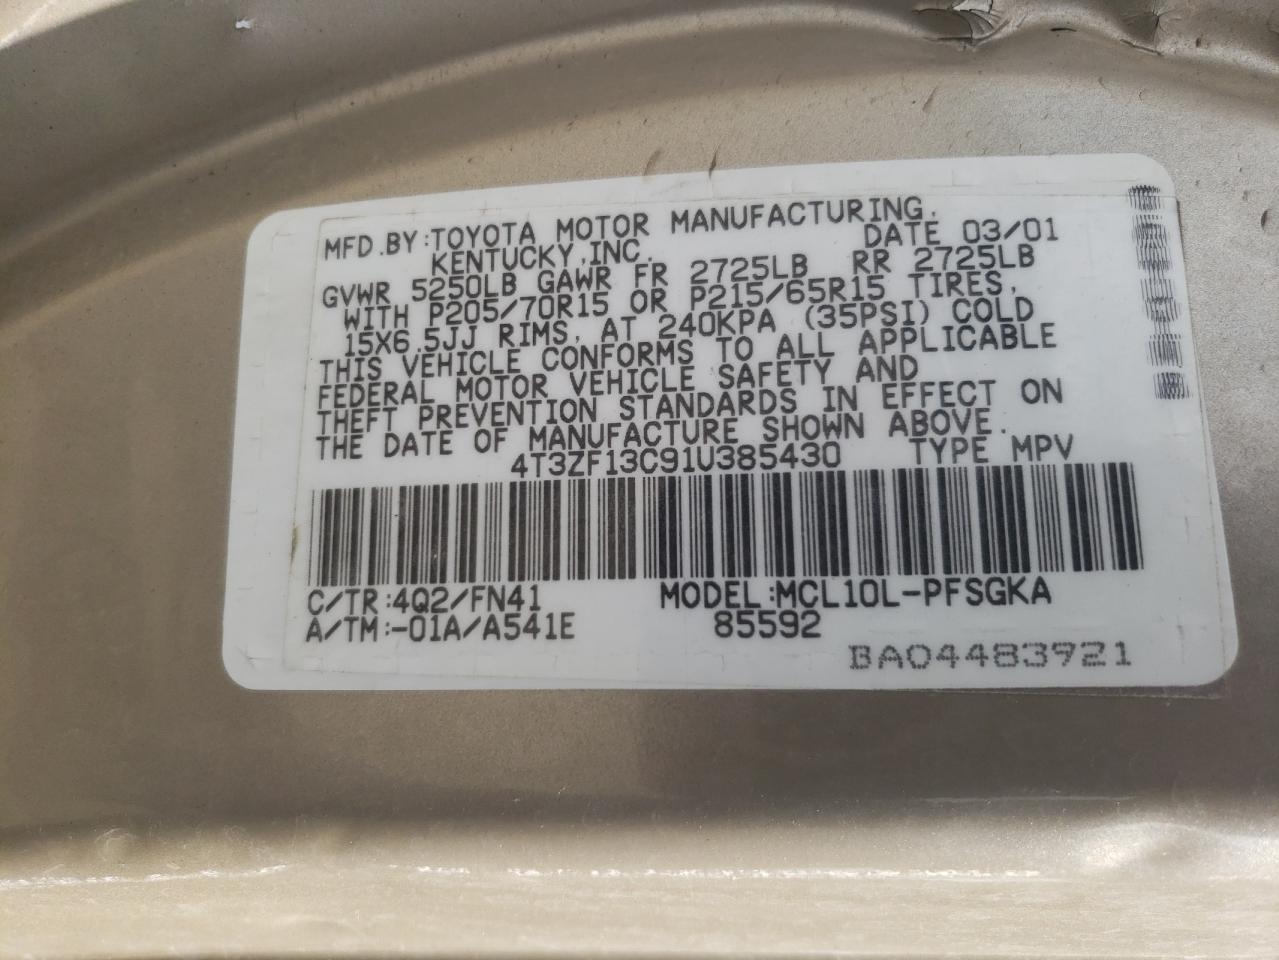 MFD.BY:TOYOTA MOTOR MANUFACTURING.
KENTUCKY,INC. DATE 03/01
GVWR 5250LB GAWR FR 2725LB RR 2725LB
WITH P205/70R15 OR P215/65R15 TIRES,
15X6.5JJ RIMS, AT 240KPA (35PSI) COLD
THIS VEHICLE CONFORMS TO ALL APPLICABLE
FEDERAL MOTOR VEHICLE SAFETY AND
THEFT PREVENTION STANDARDS IN EFFECT ON
THE DATE OF MANUFACTURE SHOWN ABOVE.
4T3ZF13C91U385430 TYPE MPV
C/TR:4Q2/FN41 MODEL:MCL10L-PFSGKA
A/TM:-01A/A541E 85592
BA04483921